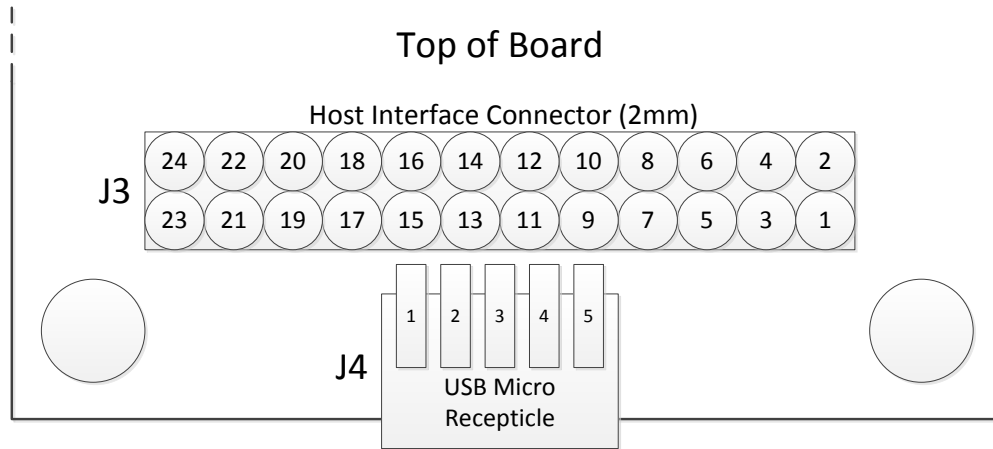 Top of Board
Host Interface Connector (2mm)
J3
24 22 20 18 16 14 12 10 8 6 4 2
23 21 19 17 15 13 11 9 7 5 3 1
1 2 3 4 5
J4
USB Micro
Recepticle